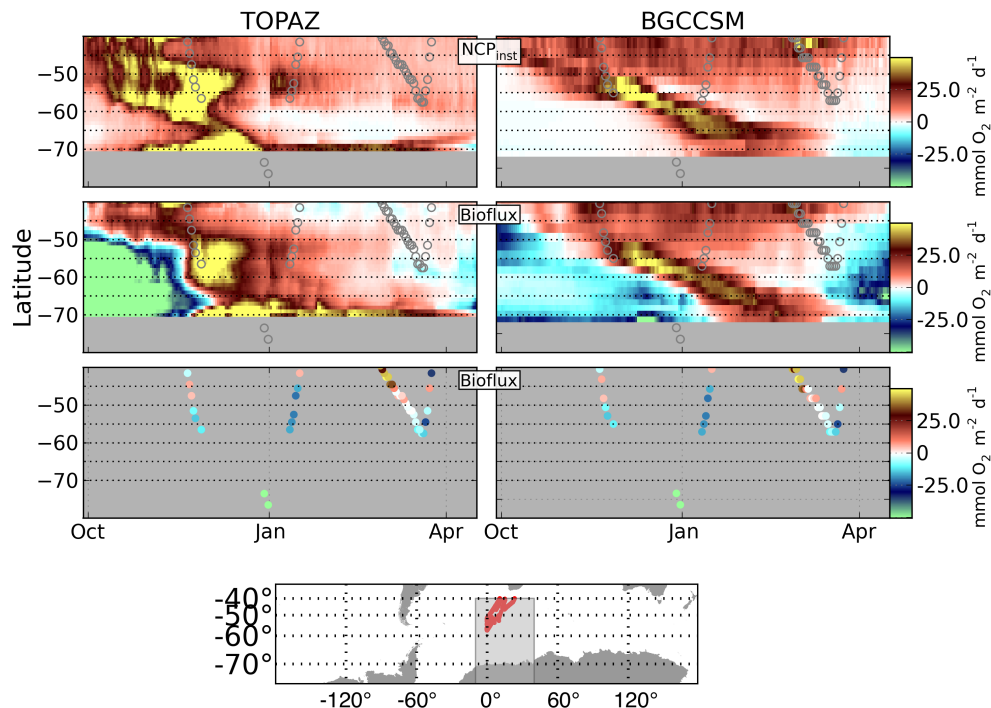 TOPAZ BGCCSM
NCP_inst
−50
−60
−70
25.0
0
-25.0
mmol O₂ m⁻² d⁻¹
Latitude
Bioflux
−50
−60
−70
25.0
0
-25.0
mmol O₂ m⁻² d⁻¹
Bioflux
−50
−60
−70
25.0
0
-25.0
mmol O₂ m⁻² d⁻¹
Oct Jan Apr Oct Jan Apr
-40°
-50°
-60°
-70°
-120° -60° 0° 60° 120°